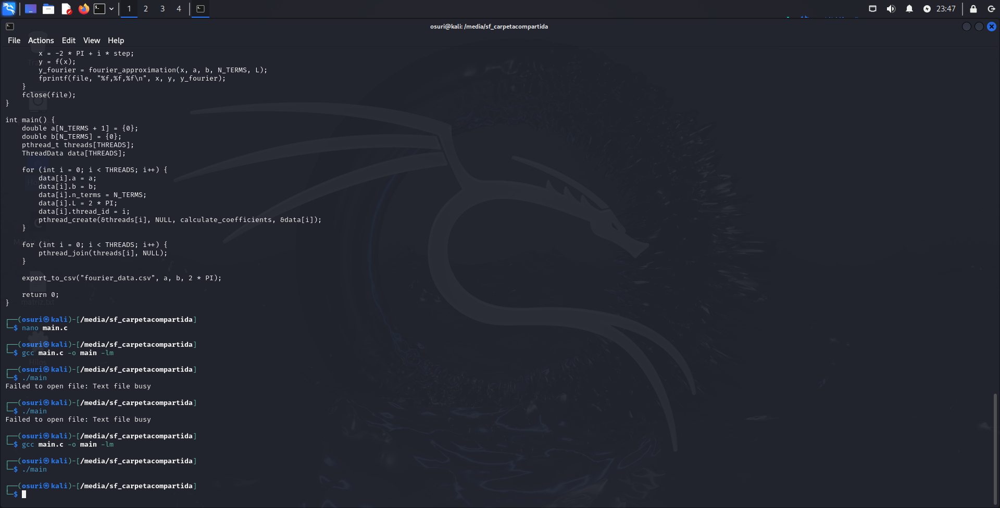 1 2 3 4
23:47
osuri@kali: /media/sf_carpetacompartida
File Actions Edit View Help
        x = -2 * PI + i * step;
        y = f(x);
        y_fourier = fourier_approximation(x, a, b, N_TERMS, L);
        fprintf(file, "%f,%f,%f\n", x, y, y_fourier);
    }
    fclose(file);
}
int main() {
    double a[N_TERMS + 1] = {0};
    double b[N_TERMS] = {0};
    pthread_t threads[THREADS];
    ThreadData data[THREADS];
    for (int i = 0; i < THREADS; i++) {
        data[i].a = a;
        data[i].b = b;
        data[i].n_terms = N_TERMS;
        data[i].L = 2 * PI;
        data[i].thread_id = i;
        pthread_create(&threads[i], NULL, calculate_coefficients, &data[i]);
    }
    for (int i = 0; i < THREADS; i++) {
        pthread_join(threads[i], NULL);
    }
    export_to_csv("fourier_data.csv", a, b, 2 * PI);
    return 0;
}
matriz.txt
┌──(osuri㉿kali)-[/media/sf_carpetacompartida]
└─$ nano main.c
┌──(osuri㉿kali)-[/media/sf_carpetacompartida]
└─$ gcc main.c -o main -lm
Hilos
┌──(osuri㉿kali)-[/media/sf_carpetacompartida]
└─$ ./main
Failed to open file: Text file busy
┌──(osuri㉿kali)-[/media/sf_carpetacompartida]
└─$ ./main
Failed to open file: Text file busy
┌──(osuri㉿kali)-[/media/sf_carpetacompartida]
└─$ gcc main.c -o main -lm
┌──(osuri㉿kali)-[/media/sf_carpetacompartida]
└─$ ./main
┌──(osuri㉿kali)-[/media/sf_carpetacompartida]
└─$